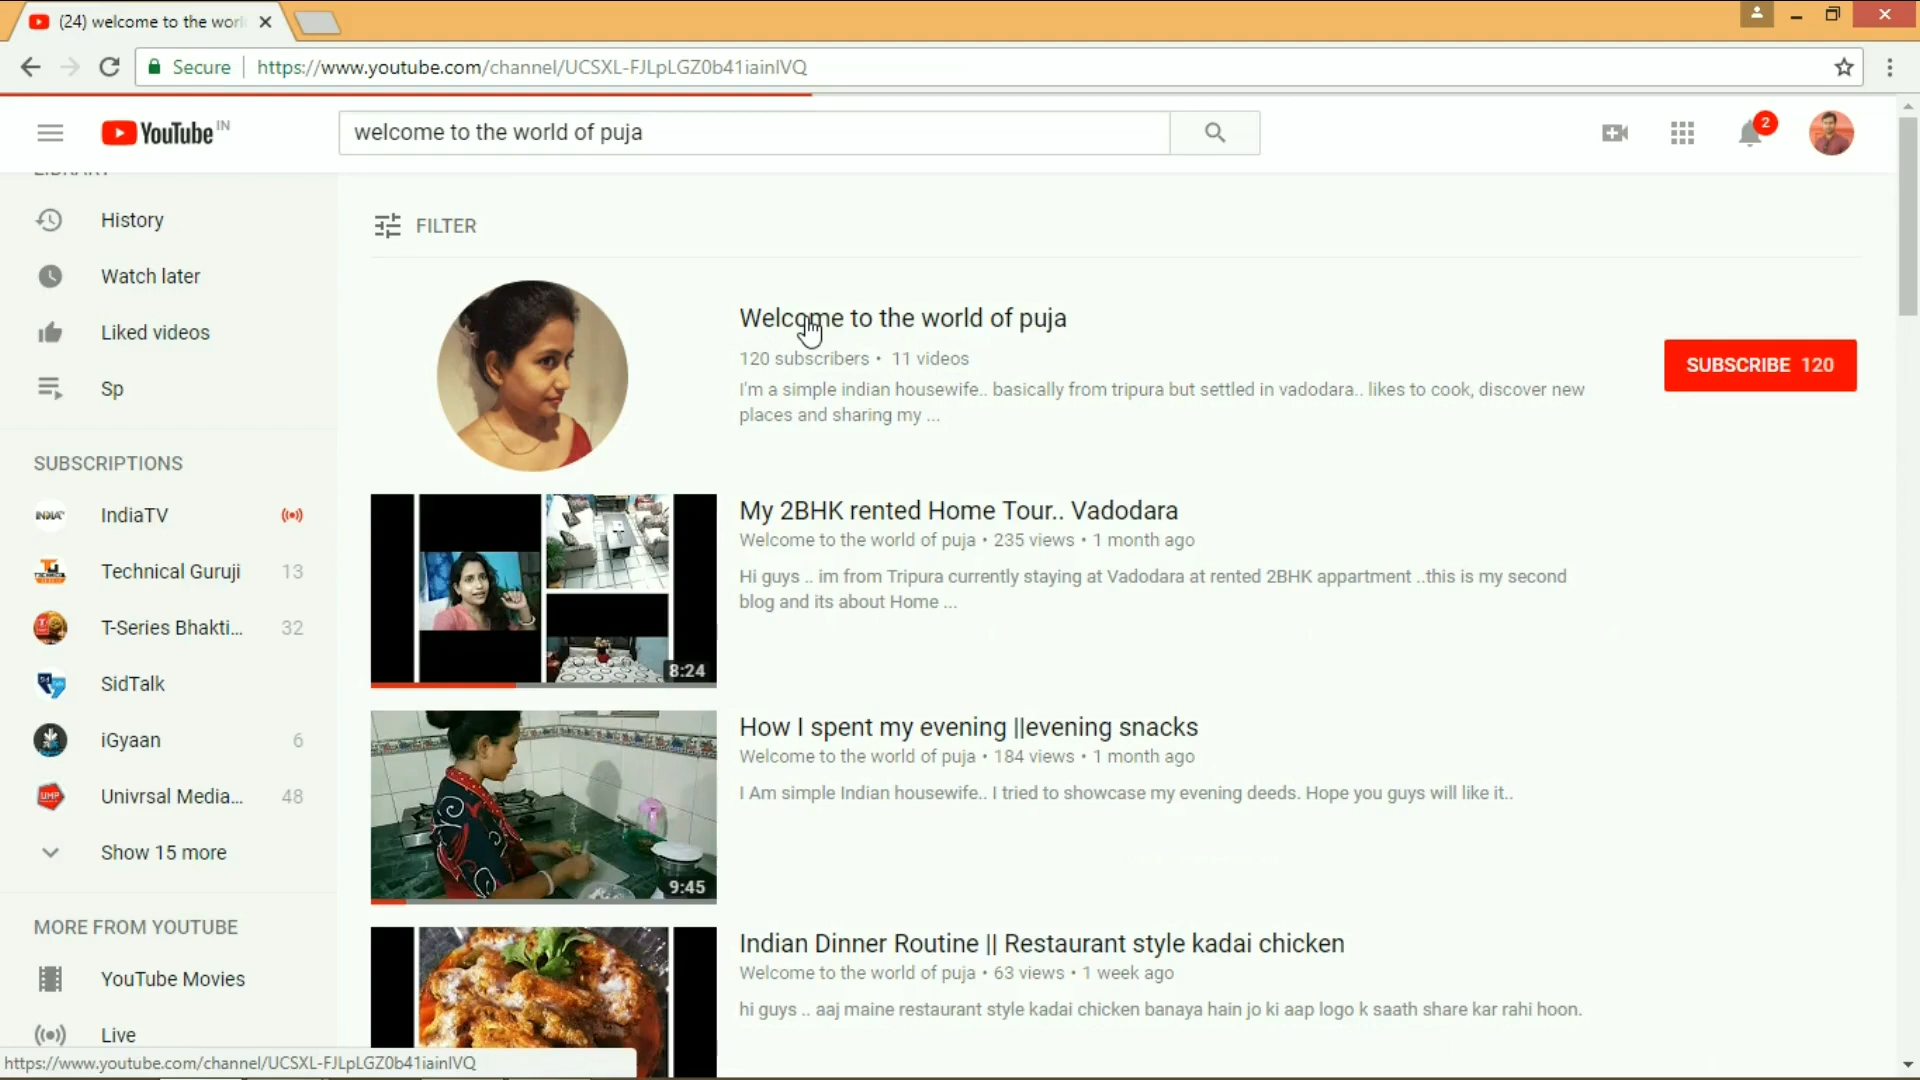 (24) welcome to the worl
Secure
https://www.youtube.com/channel/UCSXL-FJLpLGZ0b41iainlVQ
YouTube IN
welcome to the world of puja
2
LIBRARY
History
Watch later
Liked videos
Sp
SUBSCRIPTIONS
IndiaTV
Technical Guruji 13
T-Series Bhakti... 32
SidTalk
iGyaan 6
Univrsal Media... 48
Show 15 more
MORE FROM YOUTUBE
YouTube Movies
Live
FILTER
Welcome to the world of puja
120 subscribers • 11 videos
I'm a simple indian housewife.. basically from tripura but settled in vadodara.. likes to cook, discover new
places and sharing my ...
SUBSCRIBE 120
My 2BHK rented Home Tour.. Vadodara
Welcome to the world of puja • 235 views • 1 month ago
Hi guys .. im from Tripura currently staying at Vadodara at rented 2BHK appartment ..this is my second
blog and its about Home ...
8:24
How I spent my evening ||evening snacks
Welcome to the world of puja • 184 views • 1 month ago
I Am simple Indian housewife.. I tried to showcase my evening deeds. Hope you guys will like it..
9:45
Indian Dinner Routine || Restaurant style kadai chicken
Welcome to the world of puja • 63 views • 1 week ago
hi guys .. aaj maine restaurant style kadai chicken banaya hain jo ki aap logo k saath share kar rahi hoon.
https://www.youtube.com/channel/UCSXL-FJLpLGZ0b41iainlVQ